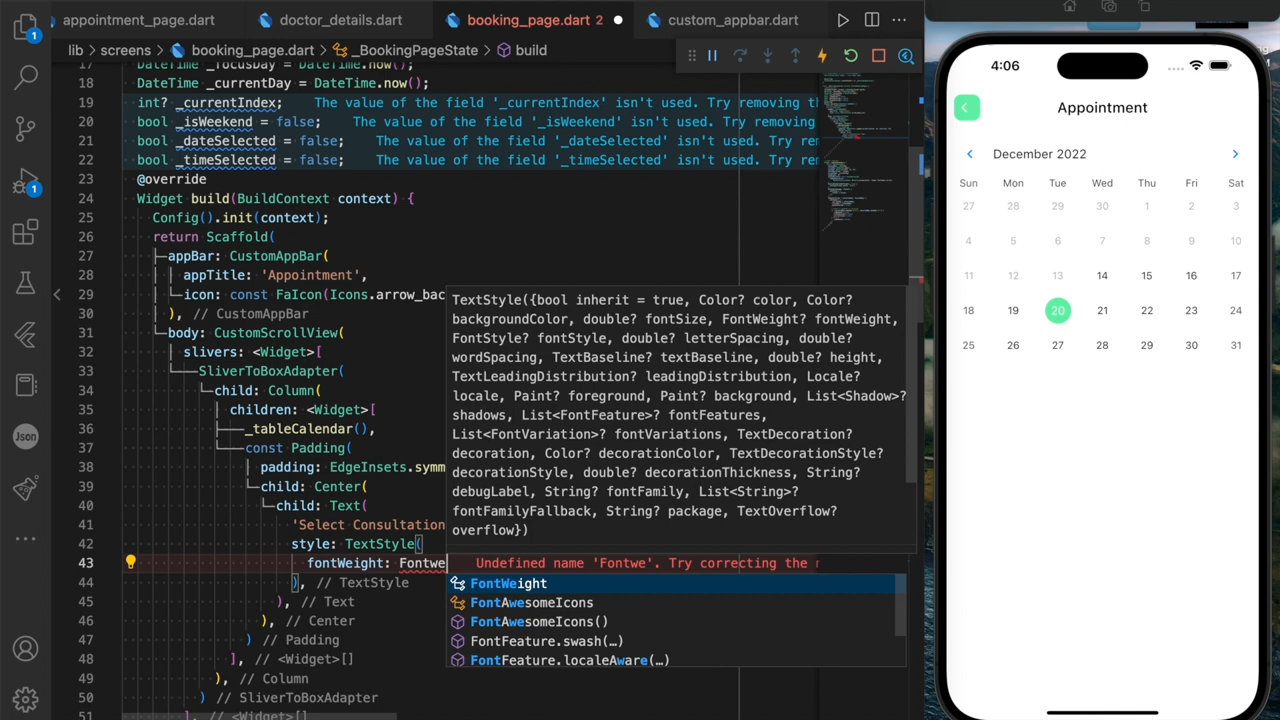 appointment_page.dart
doctor_details.dart
booking_page.dart 2
custom_appbar.dart
lib > screens > booking_page.dart > _BookingPageState > build
17 DateTime _focusDay = DateTime.now();
18 DateTime _currentDay = DateTime.now();
19 _currentIndex; The value of the field '_currentIndex' isn't used. Try removing
20 _isWeekend = false; The value of the field '_isWeekend' isn't used. Try removing
21 _dateSelected = false; The value of the field '_dateSelected' isn't used. Try
22 bool _timeSelected = false; The value of the field '_timeSelected' isn't used. Try
23 @override
24 Widget build(BuildContext context) {
25 Config().init(context);
26 return Scaffold(
27 appBar: CustomAppBar(
28 appTitle: 'Appointment',
29 icon: const FaIcon(Icons.arrow_bac
30 ), // CustomAppBar
31 body: CustomScrollView(
32 slivers: <Widget>[
33 SliverToBoxAdapter(
34 child: Column(
35 children: <Widget>[
36 _tableCalendar(),
37 const Padding(
38 padding: EdgeInsets.symm
39 child: Center(
40 child: Text(
41 'Select Consultation
42 style: TextStyle(
43 fontWeight: Fontwe Undefined name 'Fontwe'. Try correcting the
44 ), // TextStyle
45 ), // Text
46 ), // Center
47 ) // Padding
48 ], // <Widget>[]
49 ) // Column
50 ) // SliverToBoxAdapter
51 ], // <Widget>[]
TextStyle({bool inherit = true, Color? color, Color?
backgroundColor, double? fontSize, FontWeight? fontWeight,
FontStyle? fontStyle, double? letterSpacing, double?
wordSpacing, TextBaseline? textBaseline, double? height,
TextLeadingDistribution? leadingDistribution, Locale?
locale, Paint? foreground, Paint? background, List<Shadow>?
shadows, List<FontFeature>? fontFeatures,
List<FontVariation>? fontVariations, TextDecoration?
decoration, Color? decorationColor, TextDecorationStyle?
decorationStyle, double? decorationThickness, String?
debugLabel, String? fontFamily, List<String>?
fontFamilyFallback, String? package, TextOverflow?
overflow})
FontWeight
FontAwesomeIcons
FontAwesomeIcons()
FontFeature.swash(…)
FontFeature.localeAware(…)
1
1
Json
4:06
Appointment
December 2022
Sun Mon Tue Wed Thu Fri Sat
27 28 29 30 1 2 3
4 5 6 7 8 9 10
11 12 13 14 15 16 17
18 19 20 21 22 23 24
25 26 27 28 29 30 31